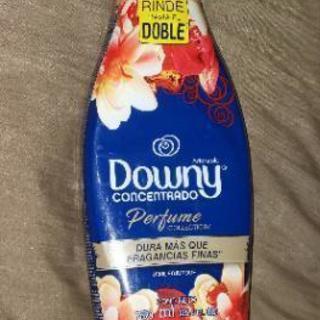 RINDE
DOBLE
Downy
CONCENTRADO
Perfume
COLLECTION
DURA MÁS QUE
FRAGANCIAS FINAS*